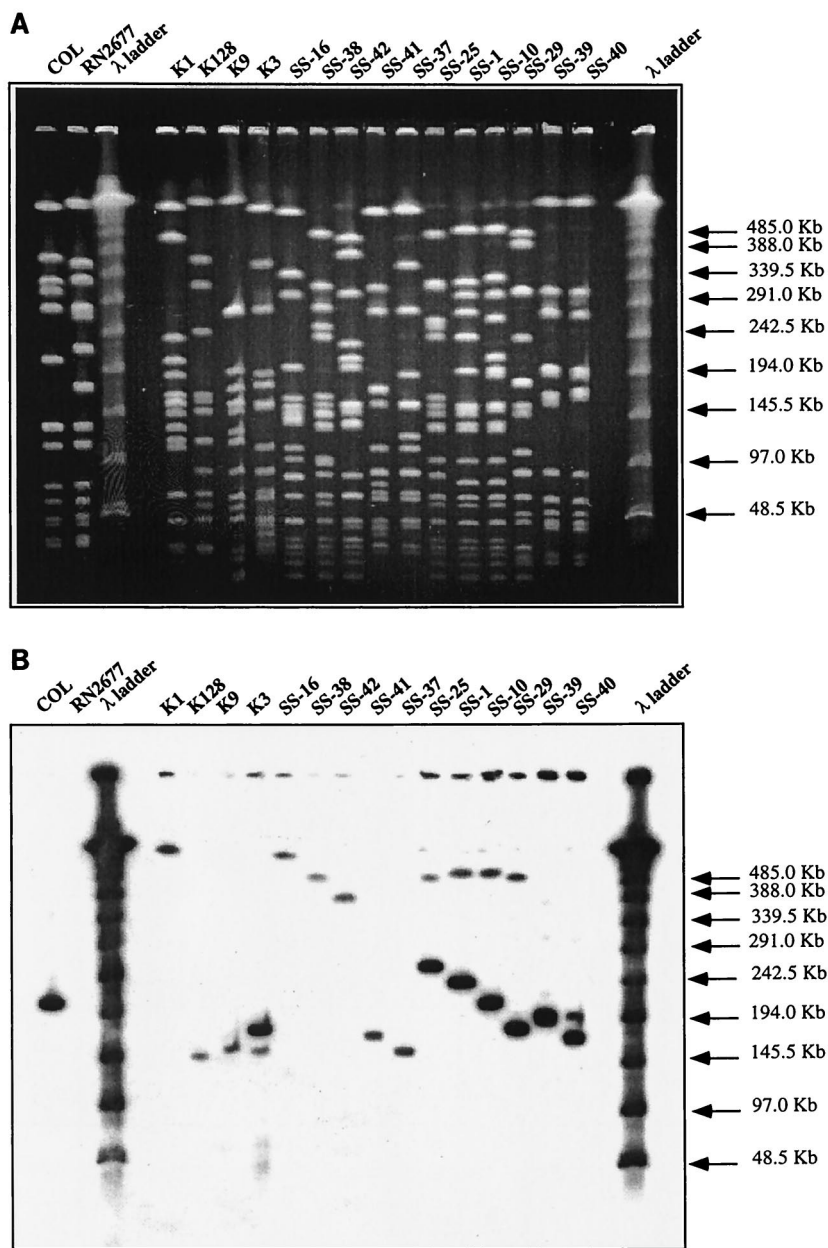 A
COL RN2677 λ ladder K1 K128 K9 K3 SS-16 SS-38 SS-42 SS-41 SS-37 SS-25 SS-1 SS-10 SS-29 SS-39 SS-40 λ ladder
485.0 Kb
388.0 Kb
339.5 Kb
291.0 Kb
242.5 Kb
194.0 Kb
145.5 Kb
97.0 Kb
48.5 Kb
B
COL RN2677 λ ladder K1 K128 K9 K3 SS-16 SS-38 SS-42 SS-41 SS-37 SS-25 SS-1 SS-10 SS-29 SS-39 SS-40 λ ladder
485.0 Kb
388.0 Kb
339.5 Kb
291.0 Kb
242.5 Kb
194.0 Kb
145.5 Kb
97.0 Kb
48.5 Kb